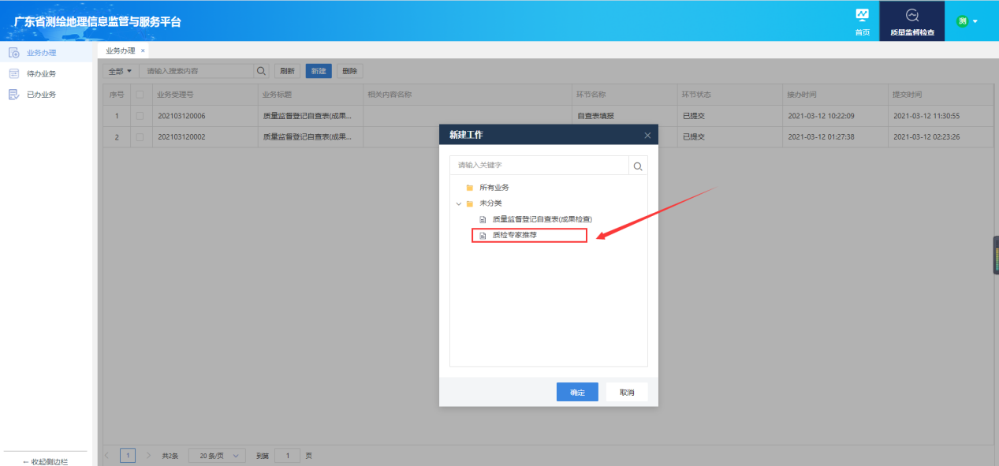 广东省测绘地理信息监管与服务平台
首页
质量监督检查
测
业务办理
待办业务
已办业务
← 收起侧边栏
业务办理 ×
全部 请输入搜索内容 刷新 新建 删除
序号 业务受理号 业务标题 相关内容名称 环节名称 环节状态 接办时间 提交时间
1 202103120006 质量监督登记自查表(成果... 自查表填报 已提交 2021-03-12 10:22:09 2021-03-12 11:30:55
2 202103120002 质量监督登记自查表(成果... 已提交 2021-03-12 01:27:38 2021-03-12 02:23:26
新建工作
请输入关键字
所有业务
未分类
质量监督登记自查表(成果检查)
质检专家推荐
确定 取消
1 共2条 20 条/页 到第 1 页